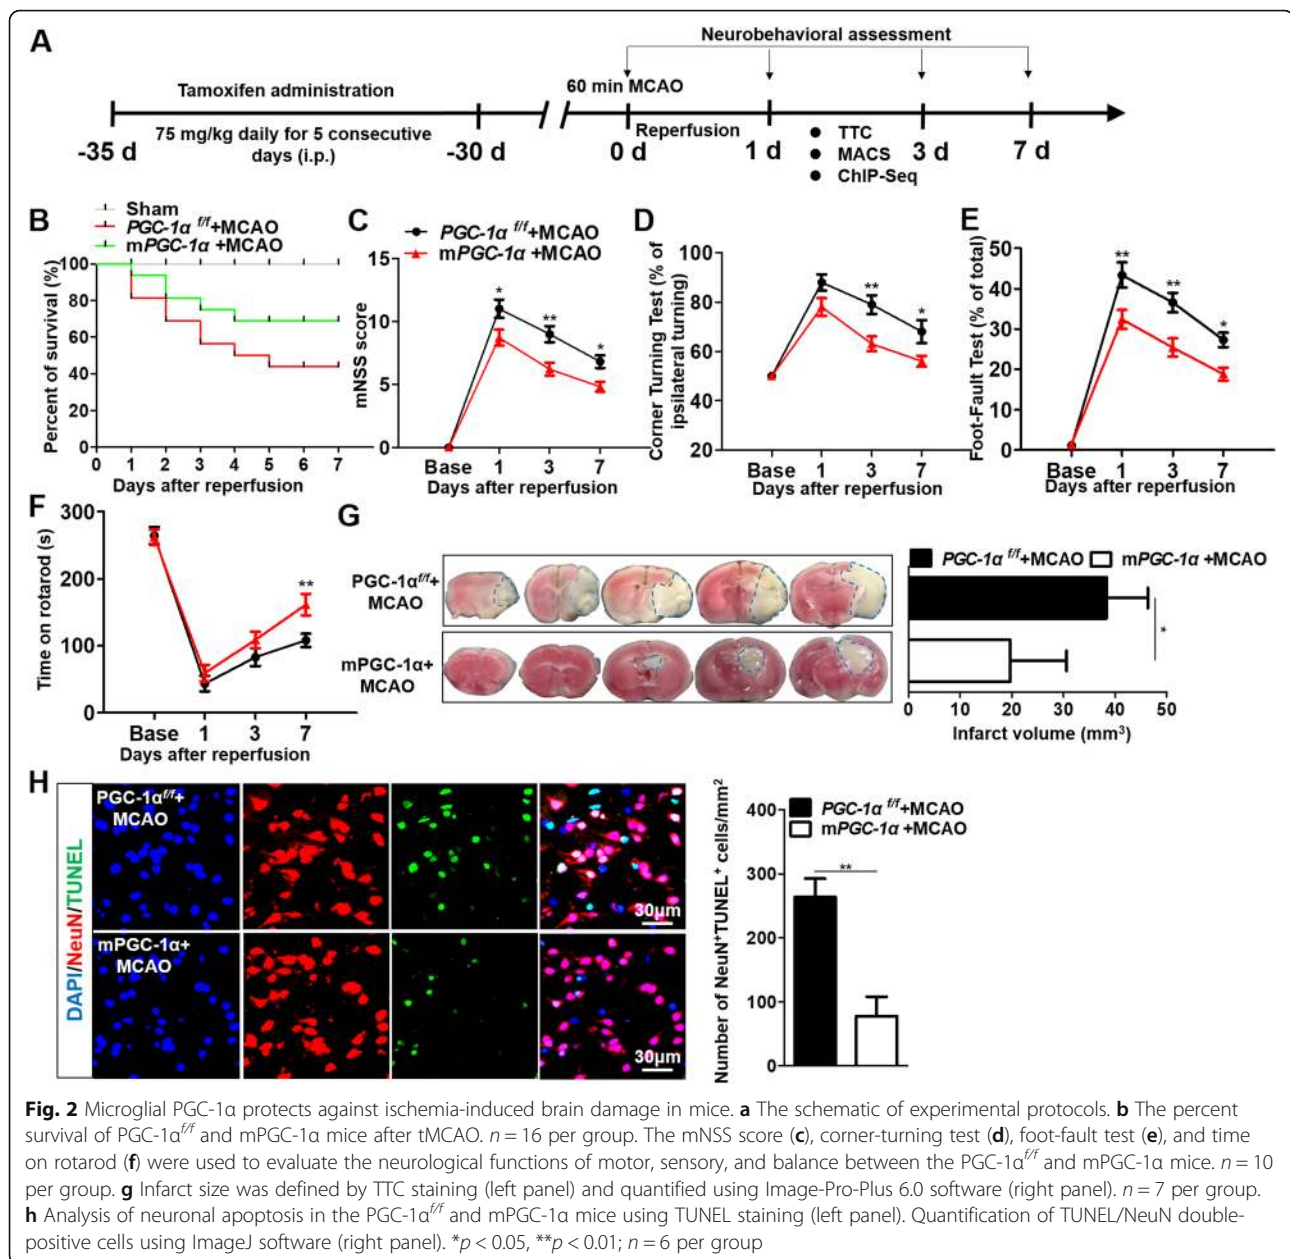 A
Neurobehavioral assessment
Tamoxifen administration
60 min MCAO
75 mg/kg daily for 5 consecutive
days (i.p.)
Reperfusion
-35 d
-30 d
0 d
1 d
3 d
7 d
● TTC
● MACS
● ChIP-Seq
B
Sham
PGC-1α f/f+MCAO
mPGC-1α +MCAO
Percent of survival (%)
100
80
60
40
20
0
0 1 2 3 4 5 6 7
Days after reperfusion
C
PGC-1α f/f+MCAO
mPGC-1α +MCAO
mNSS score
15
10
5
0
*
**
*
Base 1 3 7
Days after reperfusion
D
Corner Turning Test (% of
ipsilateral turning)
100
80
60
40
20
**
*
Base 1 3 7
Days after reperfusion
E
Foot-Fault Test (% of total)
50
40
30
20
10
0
**
**
*
Base 1 3 7
Days after reperfusion
F
Time on rotarod (s)
300
200
100
0
**
Base 1 3 7
Days after reperfusion
G
PGC-1αf/f+
MCAO
mPGC-1α+
MCAO
PGC-1α f/f+MCAO
mPGC-1α +MCAO
*
0 10 20 30 40 50
Infarct volume (mm3)
H
DAPI/NeuN/TUNEL
PGC-1αf/f+
MCAO
30μm
mPGC-1α+
MCAO
30μm
Number of NeuN+TUNEL+ cells/mm2
400
300
200
100
0
PGC-1α f/f+MCAO
mPGC-1α +MCAO
**
Fig. 2 Microglial PGC-1α protects against ischemia-induced brain damage in mice. a The schematic of experimental protocols. b The percent
survival of PGC-1αf/f and mPGC-1α mice after tMCAO. n = 16 per group. The mNSS score (c), corner-turning test (d), foot-fault test (e), and time
on rotarod (f) were used to evaluate the neurological functions of motor, sensory, and balance between the PGC-1αf/f and mPGC-1α mice. n = 10
per group. g Infarct size was defined by TTC staining (left panel) and quantified using Image-Pro-Plus 6.0 software (right panel). n = 7 per group.
h Analysis of neuronal apoptosis in the PGC-1αf/f and mPGC-1α mice using TUNEL staining (left panel). Quantification of TUNEL/NeuN double-
positive cells using ImageJ software (right panel). *p < 0.05, **p < 0.01; n = 6 per group